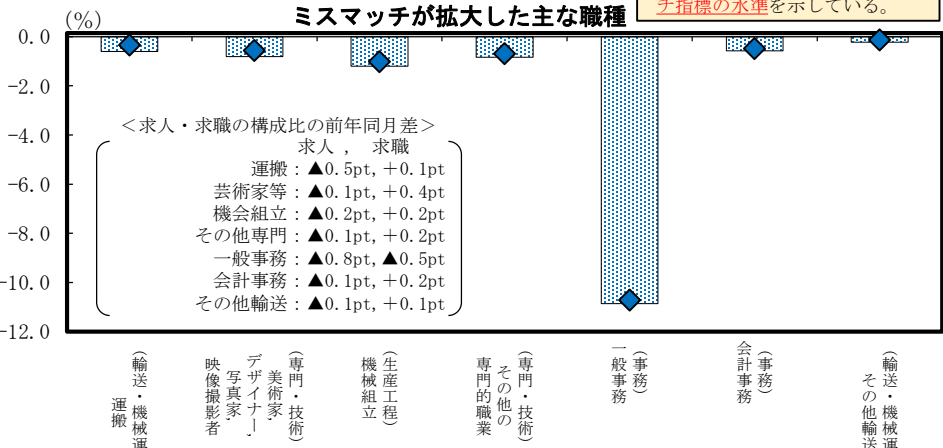 チ指標の水準を示している。
ミスマッチが拡大した主な職種
(%)
0.0
-2.0
-4.0
-6.0
-8.0
-10.0
-12.0
＜求人・求職の構成比の前年同月差＞
求人 ， 求職
運搬：▲0.5pt,＋0.1pt
芸術家等：▲0.1pt,＋0.4pt
機会組立：▲0.2pt,＋0.2pt
その他専門：▲0.1pt,＋0.2pt
一般事務：▲0.8pt,▲0.5pt
会計事務：▲0.1pt,＋0.2pt
その他輸送：▲0.1pt,＋0.1pt
(輸送・機械運
運搬
(専門・技術)
美術家,
デザイナー,
写真家,
映像撮影者
(生産工程)
機械組立
(専門・技術)
その他の
専門的職業
(事務)
一般事務
(事務)
会計事務
(輸送・機械運
その他輸送